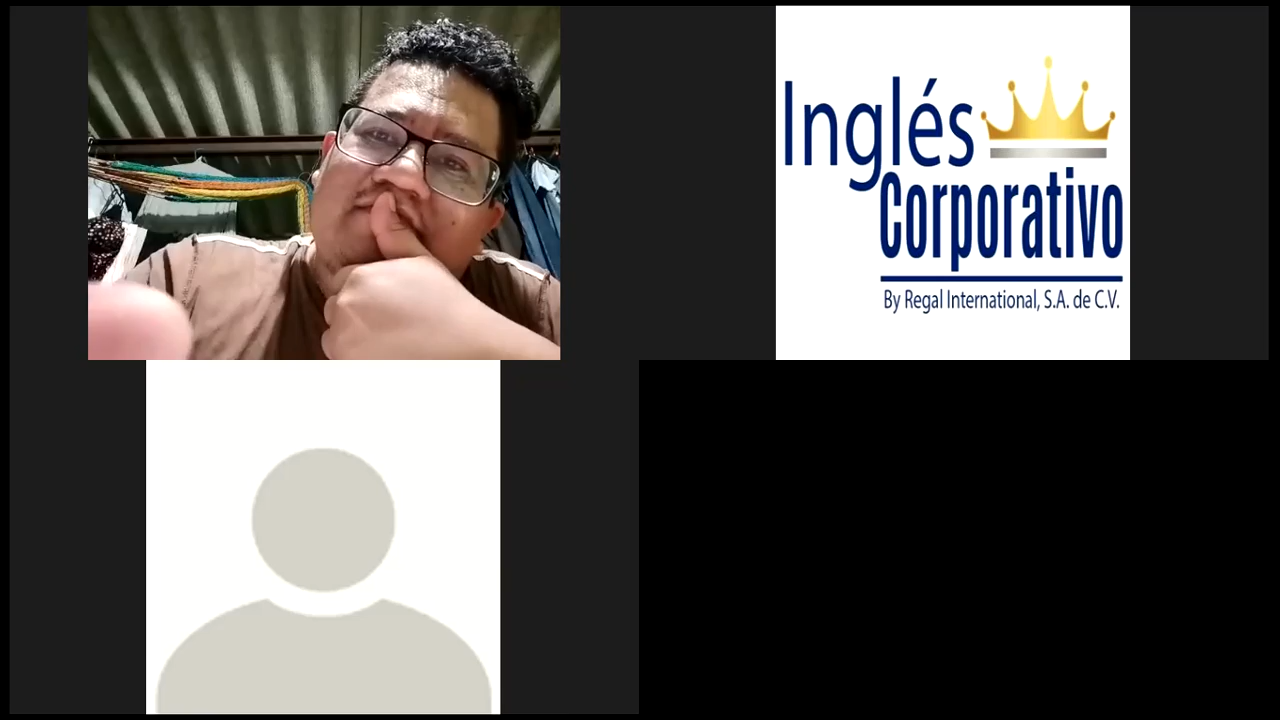 Inglés
Corporativo
By Regal International, S.A. de C.V.